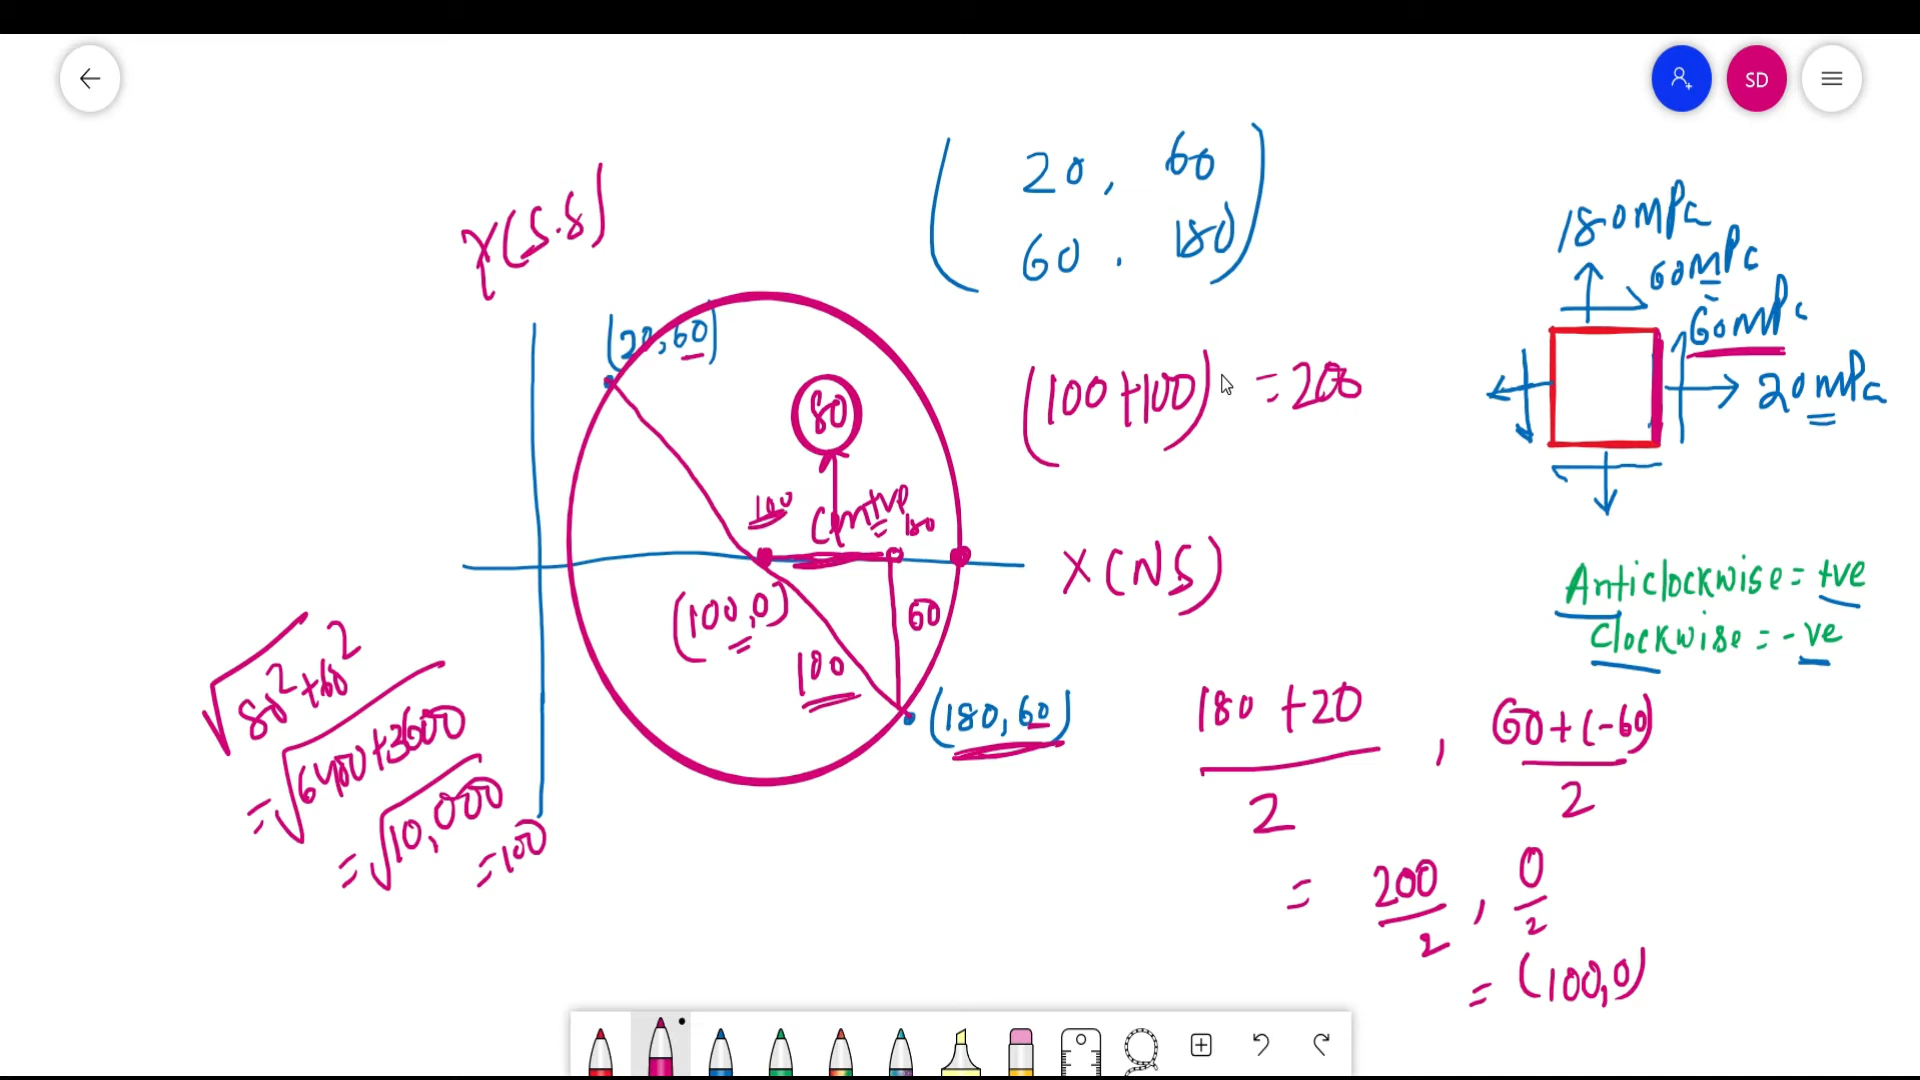 SD
Y(S.S)
( 20, 60
60. 180 )
180MPa
60MPa
60MPa
20MPa
(20,60)
80
(100+100) = 200
100
Centre
180
X(NS)
(100,0)
60
100
(180,60)
Anticlockwise = +ve
Clockwise = -ve
√80²+60²
=√6400+3600
=√10,000
=100
180+20 / 2 , 60+(-60) / 2
= 200/2 , 0/2
= (100,0)